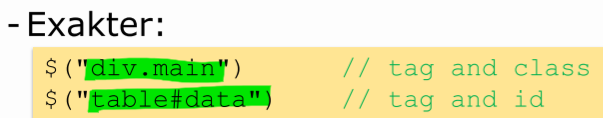 - Exakter:
$("div.main") // tag and class
$("table#data") // tag and id